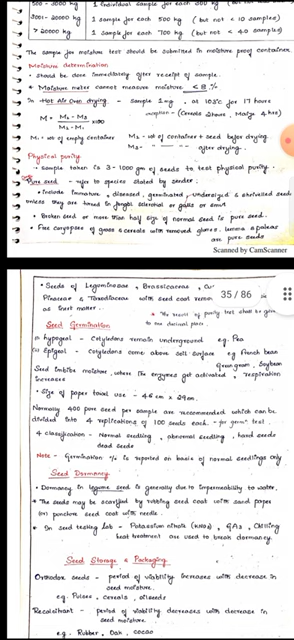 500 - 3000 kg 1 individual sample for each 300 kg (but not
3001 - 20000 kg 1 sample for each 500 kg (but not < 10 samples)
> 20000 kg 1 sample for each 700 kg (but not < 40 samples)
The sample for moisture test should be submitted in moisture proof container.
Moisture determination
• Should be done immediately after receipt of sample.
* Moisture meter cannot measure moisture < 8 %
In Hot Air Oven drying - Sample at 103°C for 17 hours
M = M2 - M3 / M2 - M1 x 100
exception - (Cereals 2 hours, Maize 4 hrs)
M1 - wt of empty container M2 - wt of container + seed before drying
M3 - — " — after drying.
Physical purity
• Sample taken is 3 - 1000 gm of seeds to test physical purity.
Pure seed - refer to species stated by seeder.
• include immature, diseased, germinated, undersized & shrivelled seeds
unless they are turned in fungal sclerotial or galls or smut
• Broken seed or more than half size of normal seed is pure seed.
• Free caryopses of grass & cereals with removed glumes, lemma & paleas
are pure seeds
Scanned by CamScanner
• Seeds of Leguminosae, Brassicaceae,
Pinaceae & Taxodiaceae with seed coat
as inert matter.
35 / 86
* The result of purity test shall be given
to one decimal place.
Seed Germination
(i) hypogeal - Cotyledons remain underground e.g. Pea
(ii) Epigeal - Cotyledons come above soil surface eg French bean
Greengram, Soybean
Seed imbibe moisture, where the enzymes get activated, respiration
increases
• Size of paper towel use - 46 cm x 29 cm.
Normally 400 pure seed per sample are recommended which can be
divided into 4 replications of 100 seeds each. - for germn test.
4 classification - Normal seedling, abnormal seedling, hard seeds
dead seeds
Note - Germination % is reported on basis of normal seedlings only
Seed Dormancy
• Dormancy in legume seed is generally due to impermeability to water.
* The seeds may be scarified by rubbing seed coat with sand paper
(or) puncture seed coat with needle.
* In seed testing lab - Potassium nitrate (KNO3), GA3, Chilling
heat treatment are used to break dormancy.
Seed Storage & Packaging
Orthodox seeds - period of viability increases with decrease in
seed moisture.
e.g. Pulses, cereals, oilseeds
Recalcitrant - period of viability decreases with decrease in
seed moisture.
e.g. Rubber, Oak, cocao